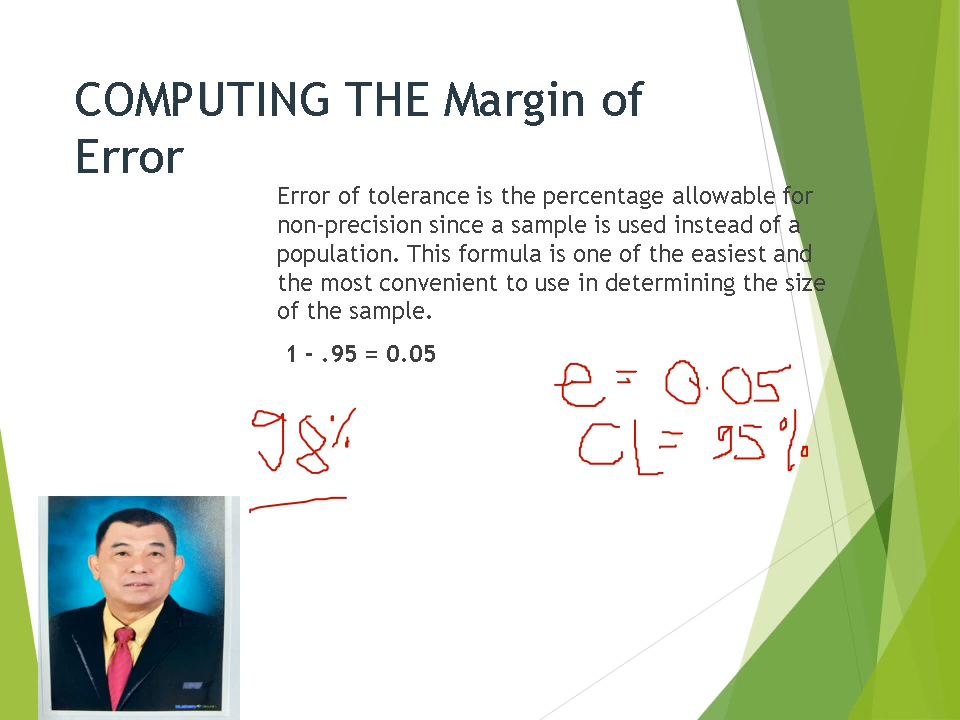 COMPUTING THE Margin of
Error
Error of tolerance is the percentage allowable for
non-precision since a sample is used instead of a
population. This formula is one of the easiest and
the most convenient to use in determining the size
of the sample.
1 - .95 = 0.05
e = 0.05
98%
CL = 95%